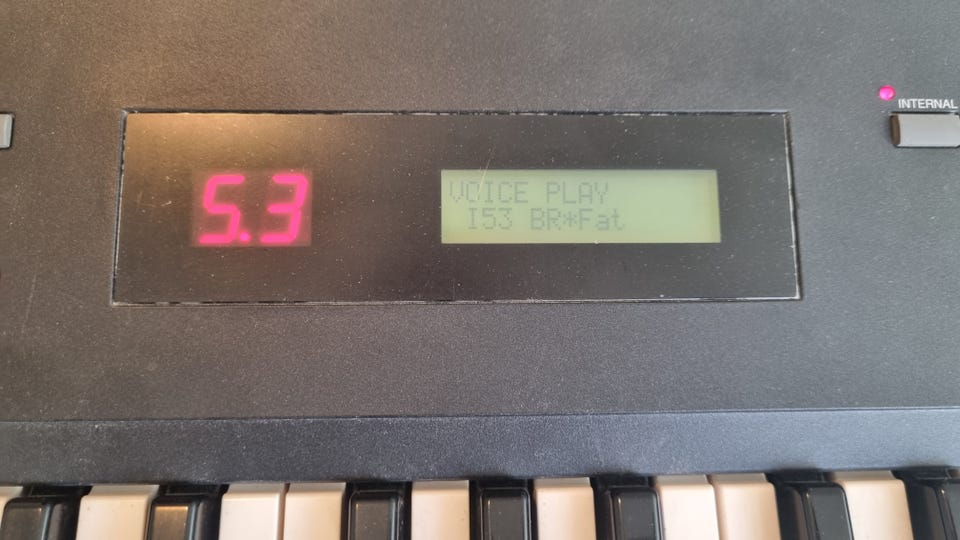 INTERNAL
5.3
VOICE PLAY
I53 BR*Fat